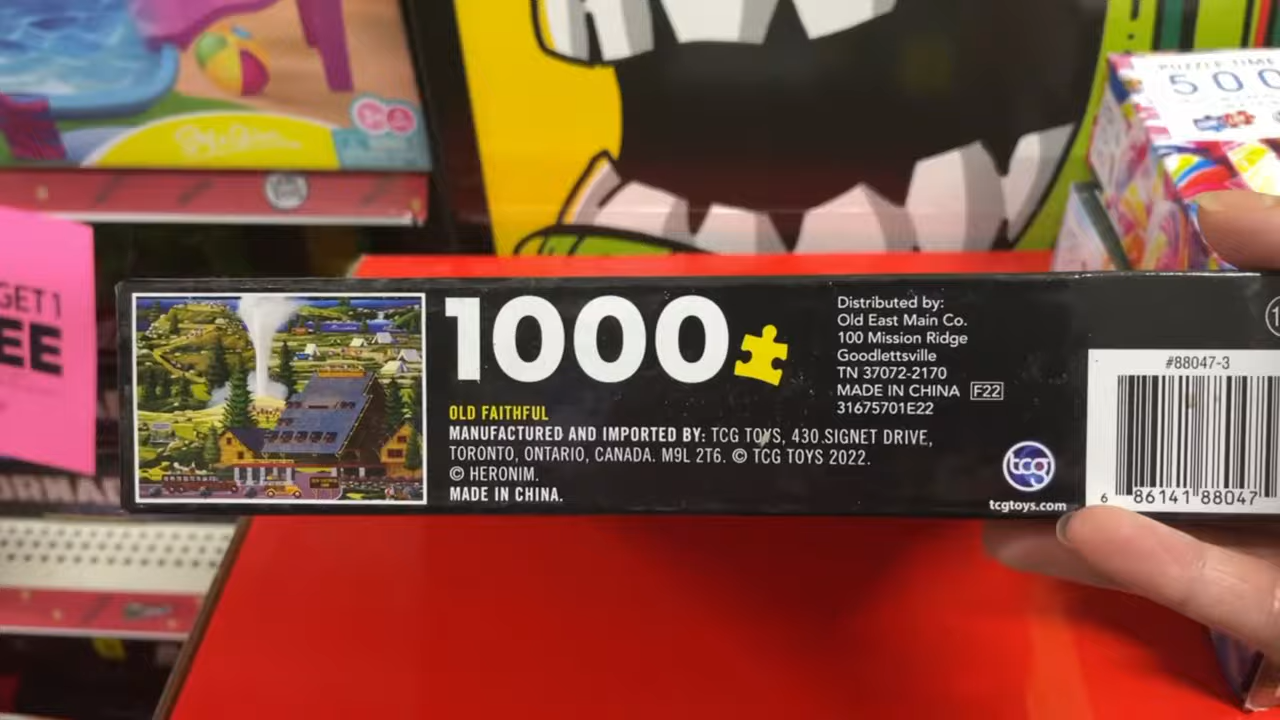 GET 1
EE
PUZZLE TIME
500
1000
OLD FAITHFUL
MANUFACTURED AND IMPORTED BY: TCG TOYS, 430 SIGNET DRIVE,
TORONTO, ONTARIO, CANADA. M9L 2T6. © TCG TOYS 2022.
© HERONIM.
MADE IN CHINA.
Distributed by:
Old East Main Co.
100 Mission Ridge
Goodlettsville
TN 37072-2170
MADE IN CHINA F22
31675701E22
tcg
tcgtoys.com
#88047-3
6 86141 88047